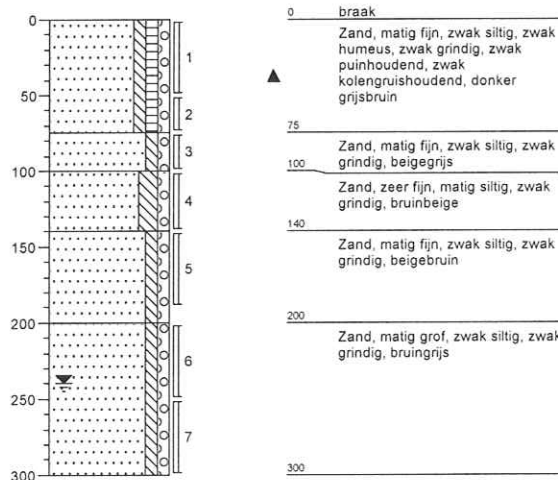 0
50
100
150
200
250
300
1
2
3
4
5
6
7
0 braak
Zand, matig fijn, zwak siltig, zwak
humeus, zwak grindig, zwak
puinhoudend, zwak
kolengruishoudend, donker
grijsbruin
75
Zand, matig fijn, zwak siltig, zwak
grindig, beigegrijs
100
Zand, zeer fijn, matig siltig, zwak
grindig, bruinbeige
140
Zand, matig fijn, zwak siltig, zwak
grindig, beigebruin
200
Zand, matig grof, zwak siltig, zwak
grindig, bruingrijs
300